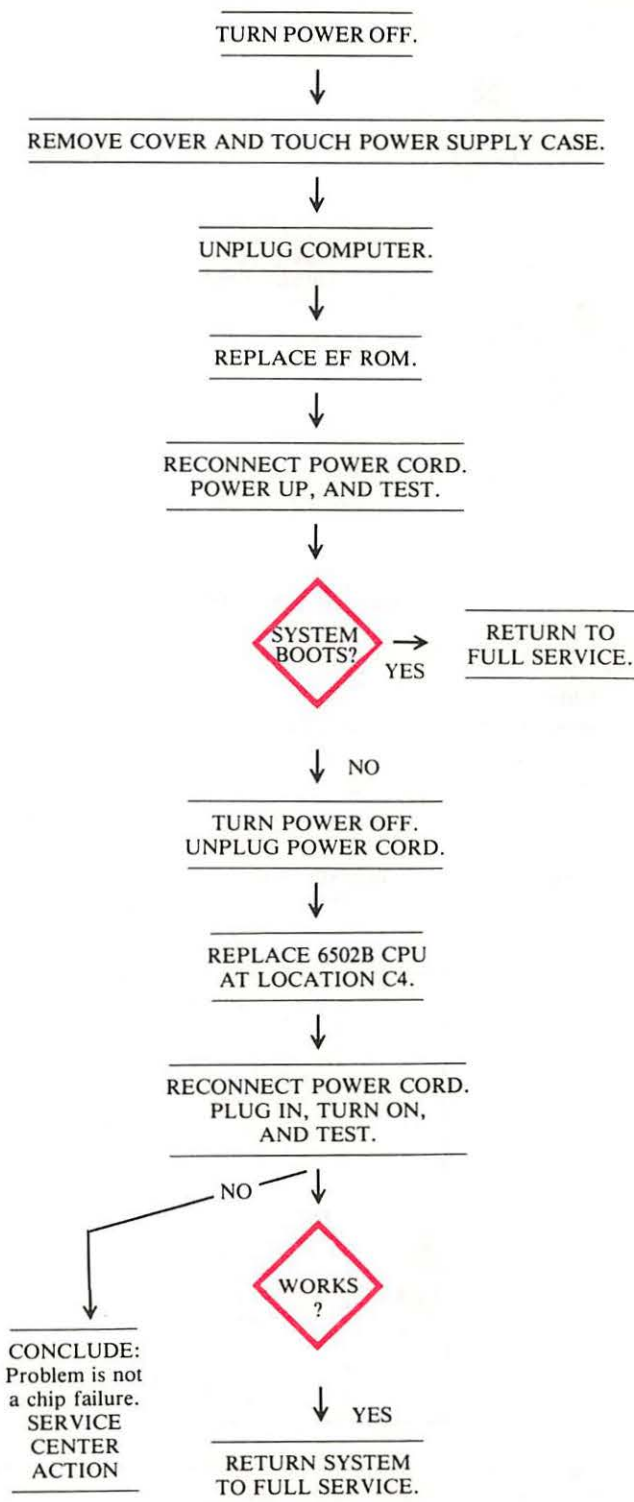 TURN POWER OFF.
REMOVE COVER AND TOUCH POWER SUPPLY CASE.
UNPLUG COMPUTER.
REPLACE EF ROM.
RECONNECT POWER CORD.
POWER UP, AND TEST.
SYSTEM
BOOTS?
YES
RETURN TO
FULL SERVICE.
NO
TURN POWER OFF.
UNPLUG POWER CORD.
REPLACE 6502B CPU
AT LOCATION C4.
RECONNECT POWER CORD.
PLUG IN, TURN ON,
AND TEST.
NO
WORKS
?
CONCLUDE:
Problem is not
a chip failure.
SERVICE
CENTER
ACTION
YES
RETURN SYSTEM
TO FULL SERVICE.